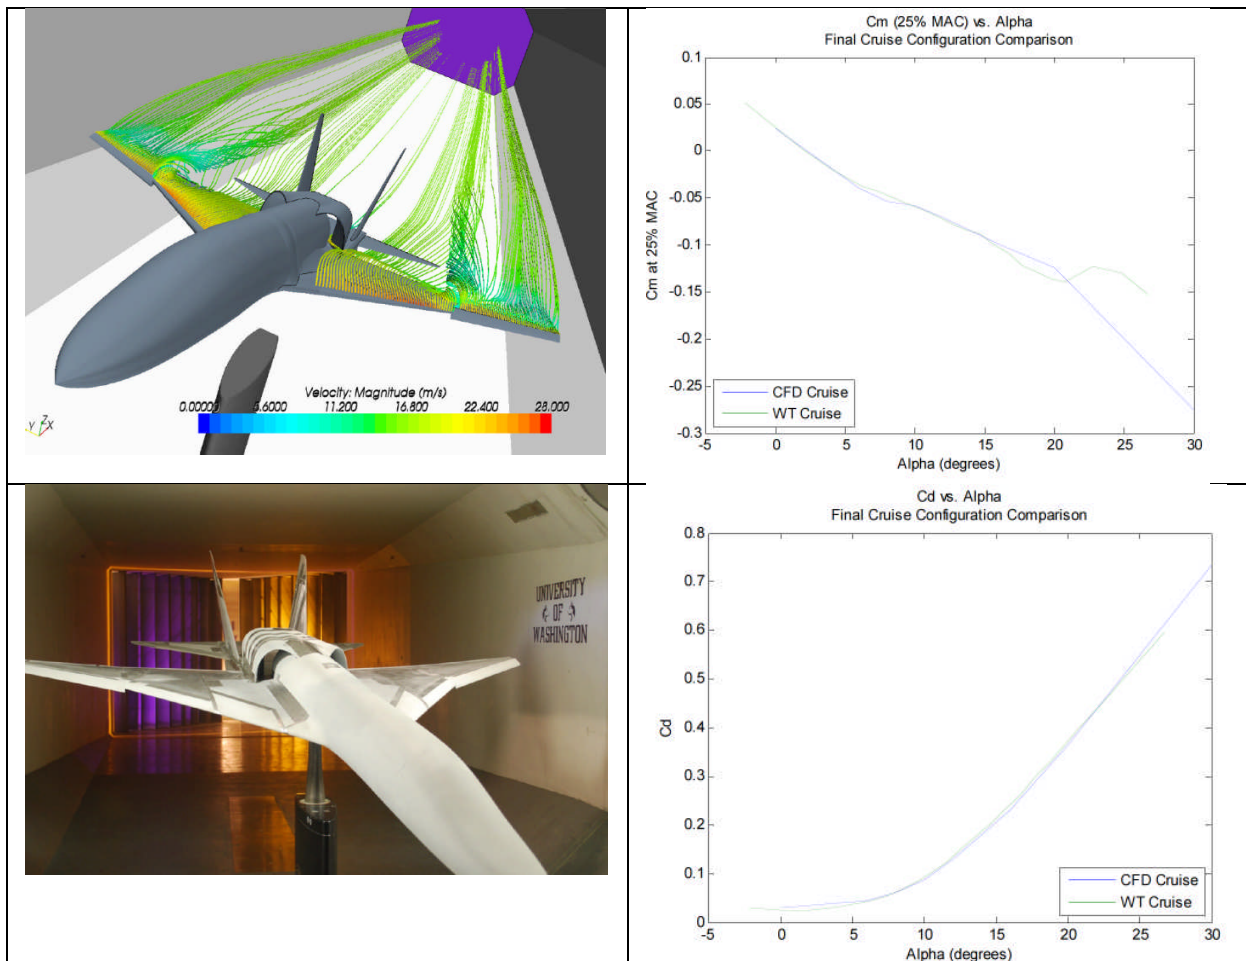 Velocity: Magnitude (m/s)
0.00000 5.6000 11.200 16.800 22.400 28.000
Y Z X
Cm (25% MAC) vs. Alpha
Final Cruise Configuration Comparison
0.1
0.05
0
-0.05
-0.1
-0.15
-0.2
-0.25
-0.3
Cm at 25% MAC
CFD Cruise
WT Cruise
-5 0 5 10 15 20 25 30
Alpha (degrees)
UNIVERSITY
OF
WASHINGTON
Cd vs. Alpha
Final Cruise Configuration Comparison
0.8
0.7
0.6
0.5
0.4
0.3
0.2
0.1
0
Cd
CFD Cruise
WT Cruise
-5 0 5 10 15 20 25 30
Alpha (degrees)